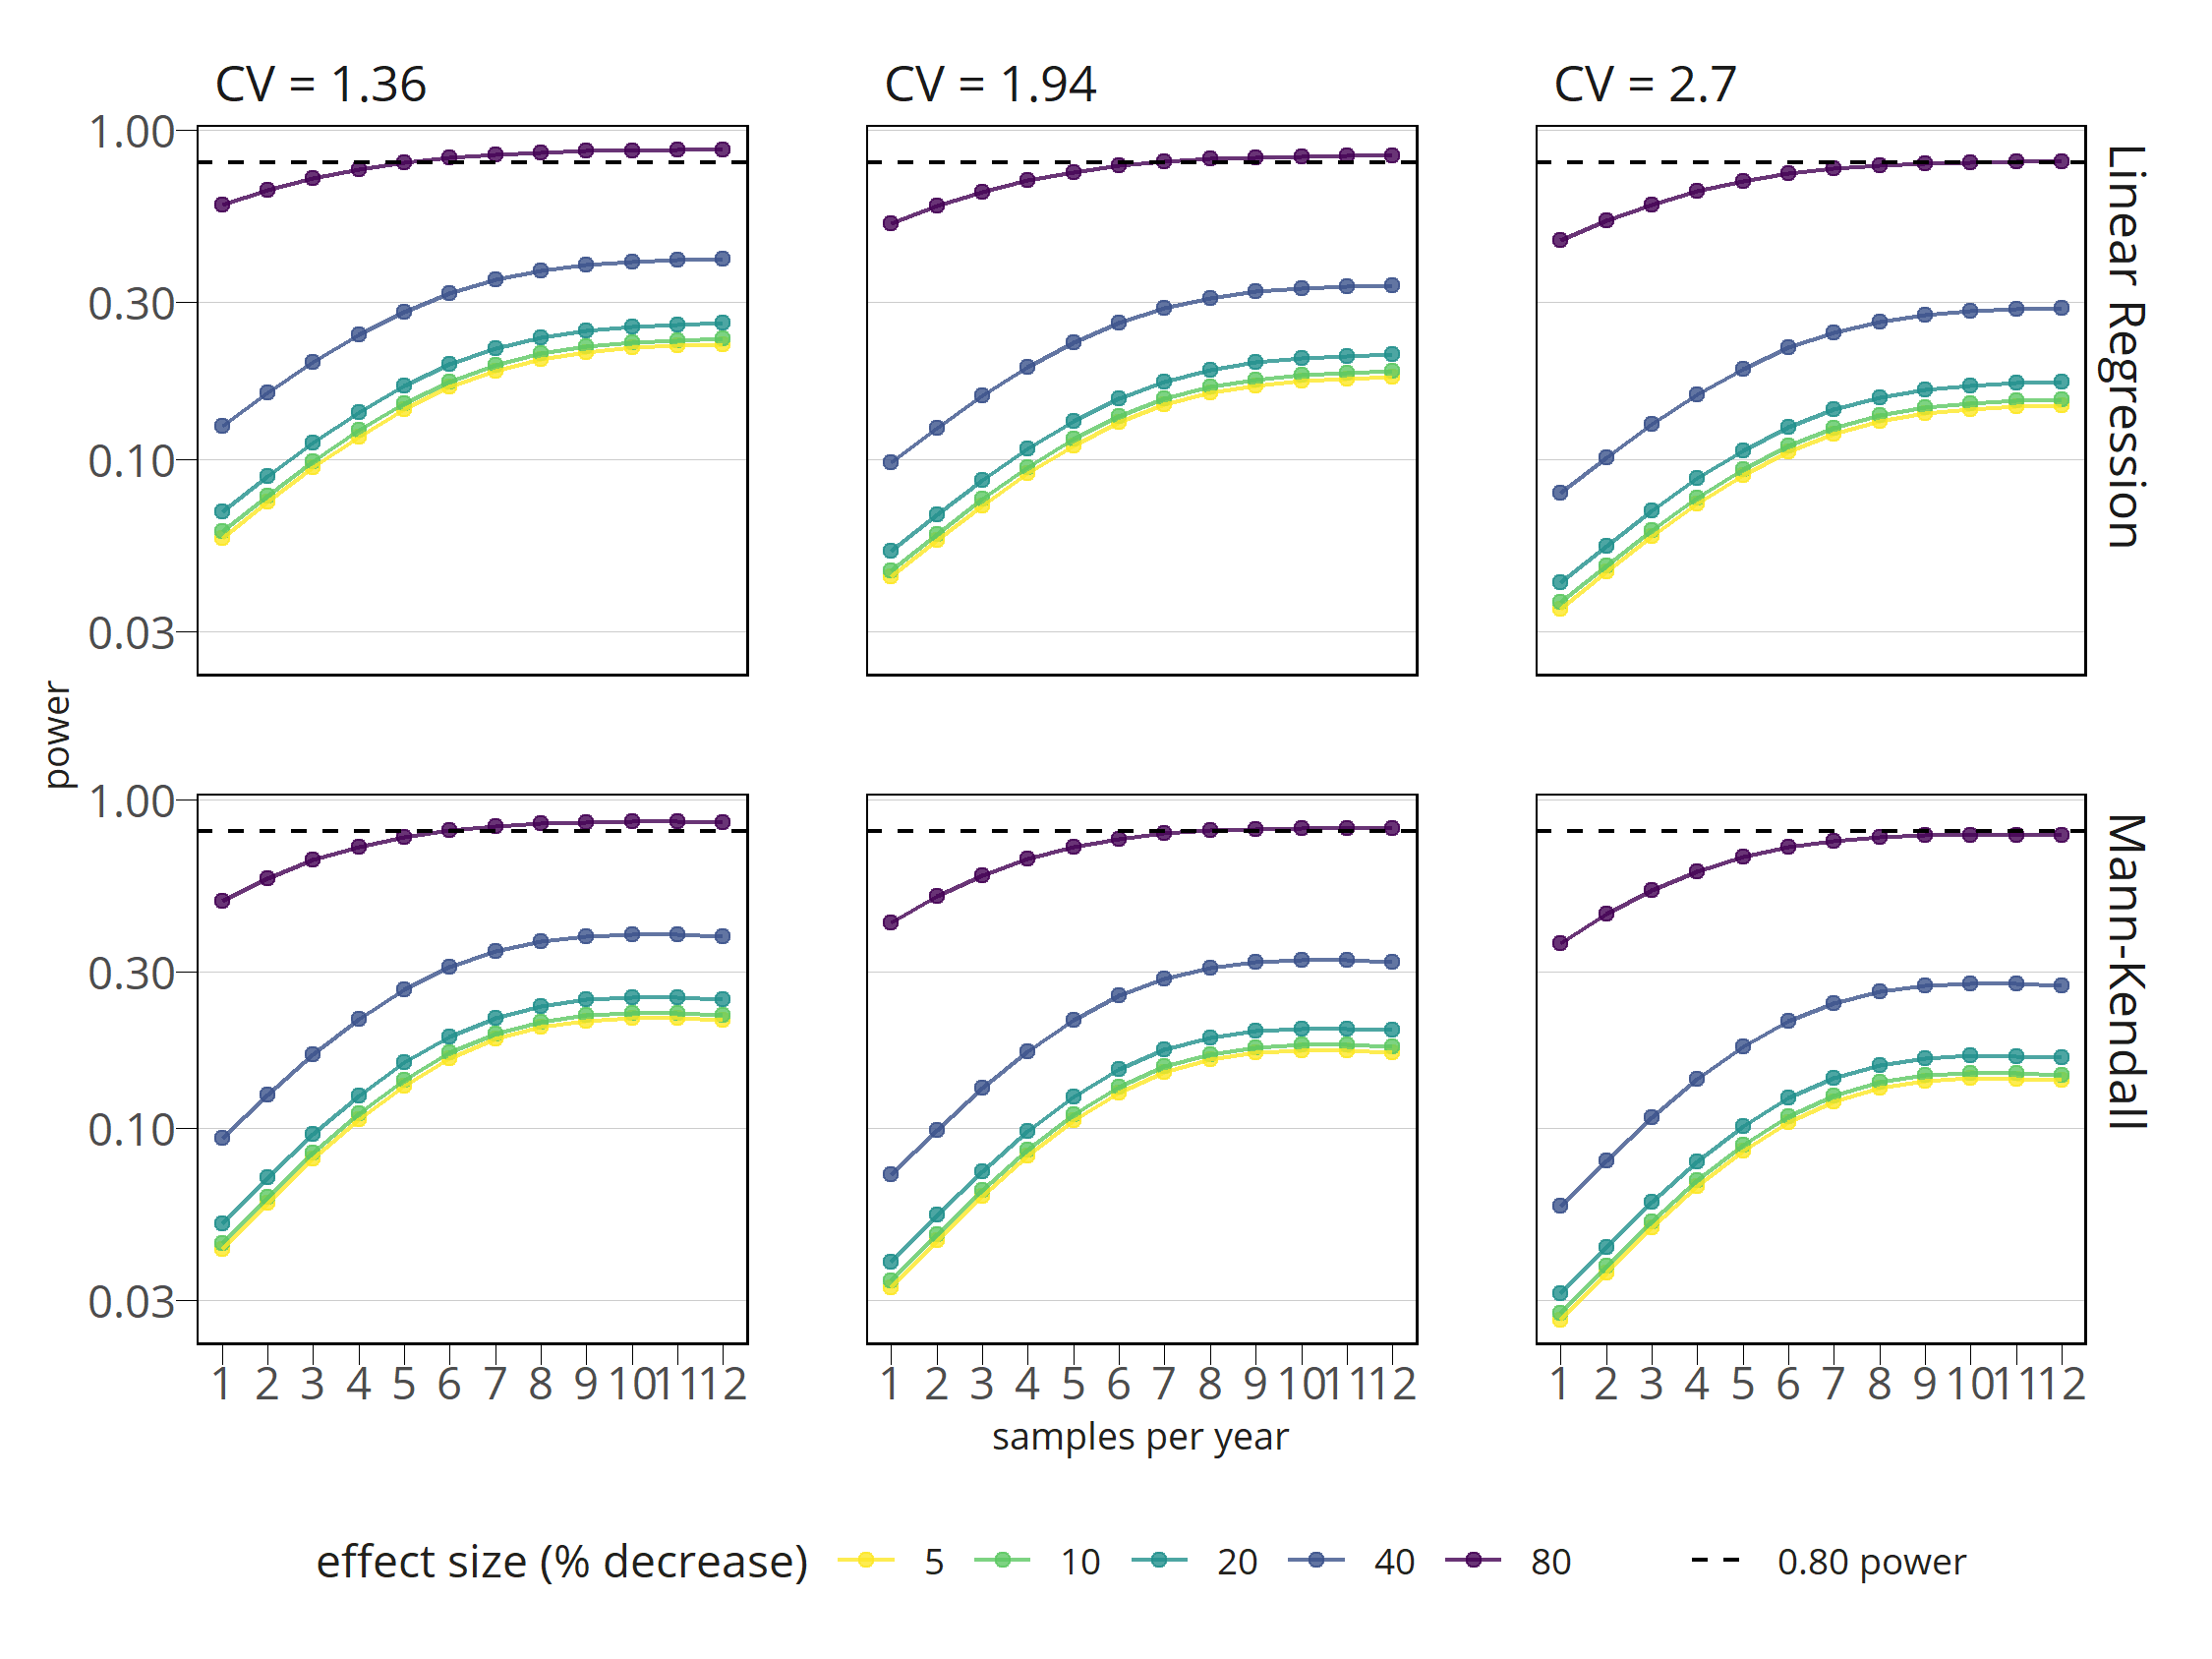 CV = 1.36
CV = 1.94
CV = 2.7
1.00
0.30
0.10
0.03
Linear Regression
power
1.00
0.30
0.10
0.03
Mann-Kendall
1 2 3 4 5 6 7 8 9 10 11 12
1 2 3 4 5 6 7 8 9 10 11 12
1 2 3 4 5 6 7 8 9 10 11 12
samples per year
effect size (% decrease) 5 10 20 40 80 0.80 power